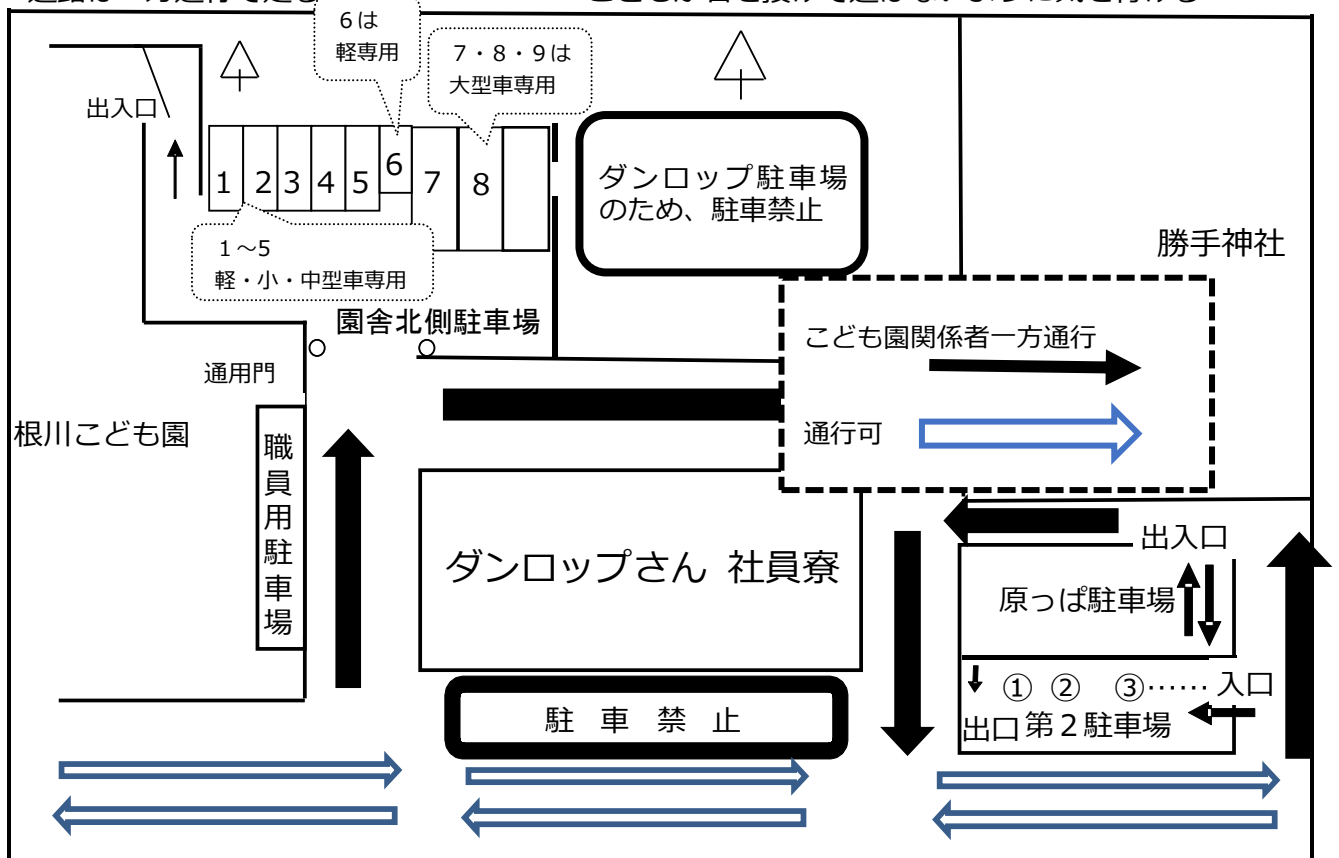 6は
軽専用
7・8・9は
大型車専用
出入口
1
2
3
4
5
6
7
8
ダンロップ駐車場
のため、駐車禁止
1～5
軽・小・中型車専用
勝手神社
園舎北側駐車場
こども園関係者一方通行
通用門
通行可
根川こども園
職員用駐車場
ダンロップさん 社員寮
出入口
原っぱ駐車場
① ② ③…… 入口
出口 第2駐車場
駐 車 禁 止